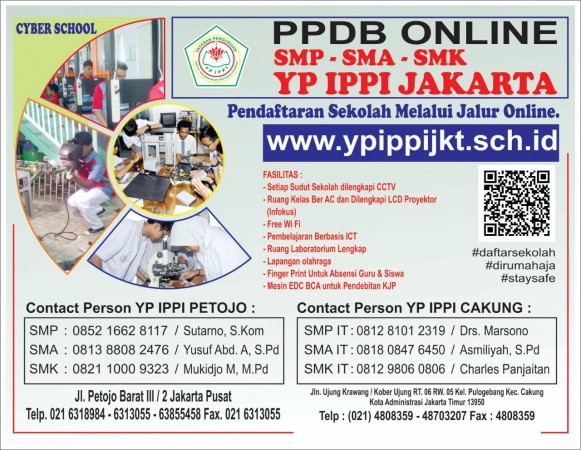 CYBER SCHOOL
YAYASAN PERGURUAN
YP IPPI
PPDB ONLINE
SMP - SMA - SMK
YP IPPI JAKARTA
Pendaftaran Sekolah Melalui Jalur Online.
www.ypippijkt.sch.id
FASILITAS :
- Setiap Sudut Sekolah dilengkapi CCTV
- Ruang Kelas Ber AC dan Dilengkapi LCD Proyektor
(Infokus)
- Free Wi Fi
- Pembelajaran Berbasis ICT
- Ruang Laboratorium Lengkap
- Lapangan olahraga
- Finger Print Untuk Absensi Guru & Siswa
- Mesin EDC BCA untuk Pendebitan KJP
#daftarsekolah
#dirumahaja
#staysafe
Contact Person YP IPPI PETOJO :
SMP : 0852 1662 8117 / Sutarno, S.Kom
SMA : 0813 8808 2476 / Yusuf Abd. A, S.Pd
SMK : 0821 1000 9323 / Mukidjo M, M.Pd
Jl. Petojo Barat III / 2 Jakarta Pusat
Telp. 021 6318984 - 6313055 - 63855458 Fax. 021 6313055
Contact Person YP IPPI CAKUNG :
SMP IT : 0812 8101 2319 / Drs. Marsono
SMA IT : 0818 0847 6450 / Asmiliyah, S.Pd
SMK IT : 0812 9806 0806 / Charles Panjaitan
Jln. Ujung Krawang / Kober Ujung RT. 06 RW. 05 Kel. Pulogebang Kec. Cakung
Kota Administrasi Jakarta Timur 13950
Telp : (021) 4808359 - 48703207 Fax : 4808359